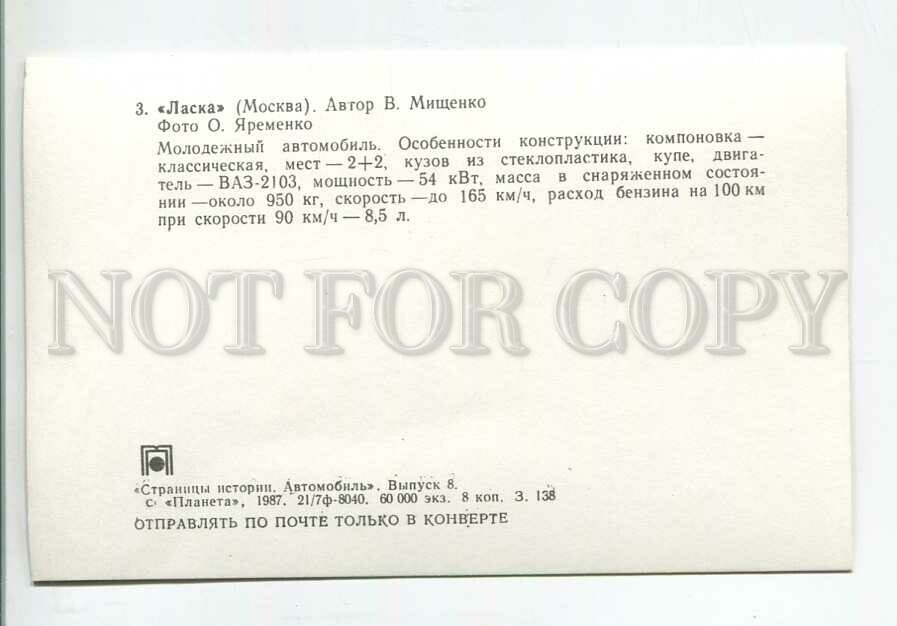 3. «Ласка» (Москва). Автор В. Мищенко
Фото О. Яременко
Молодежный автомобиль. Особенности конструкции: компоновка —
классическая, мест — 2+2, кузов из стеклопластика, купе, двига-
тель — ВАЗ-2103, мощность — 54 кВт, масса в снаряженном состоя-
нии — около 950 кг, скорость — до 165 км/ч, расход бензина на 100 км
при скорости 90 км/ч — 8,5 л.
NOT FOR COPY
«Страницы истории. Автомобиль». Выпуск 8.
с «Планета», 1987. 21/7ф-8040. 60 000 экз. 8 коп. З. 138
ОТПРАВЛЯТЬ ПО ПОЧТЕ ТОЛЬКО В КОНВЕРТЕ